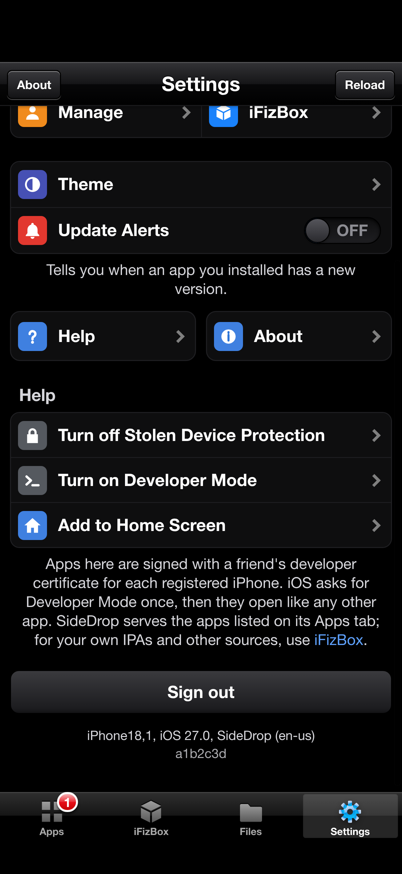 About
Settings
Reload
Manage
iFizBox
Theme
Update Alerts
OFF
Tells you when an app you installed has a new
version.
Help
About
Help
Turn off Stolen Device Protection
Turn on Developer Mode
Add to Home Screen
Apps here are signed with a friend's developer
certificate for each registered iPhone. iOS asks for
Developer Mode once, then they open like any other
app. SideDrop serves the apps listed on its Apps tab;
for your own IPAs and other sources, use iFizBox.
Sign out
iPhone18,1, iOS 27.0, SideDrop (en-us)
a1b2c3d
1
Apps
iFizBox
Files
Settings